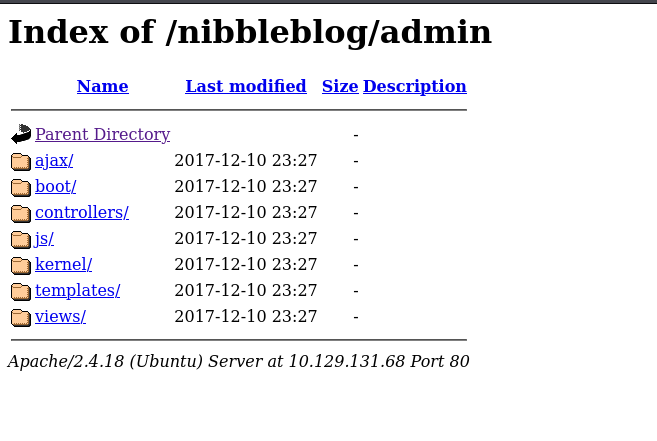 Index of /nibbleblog/admin
Name Last modified Size Description
Parent Directory -
ajax/ 2017-12-10 23:27 -
boot/ 2017-12-10 23:27 -
controllers/ 2017-12-10 23:27 -
js/ 2017-12-10 23:27 -
kernel/ 2017-12-10 23:27 -
templates/ 2017-12-10 23:27 -
views/ 2017-12-10 23:27 -
Apache/2.4.18 (Ubuntu) Server at 10.129.131.68 Port 80